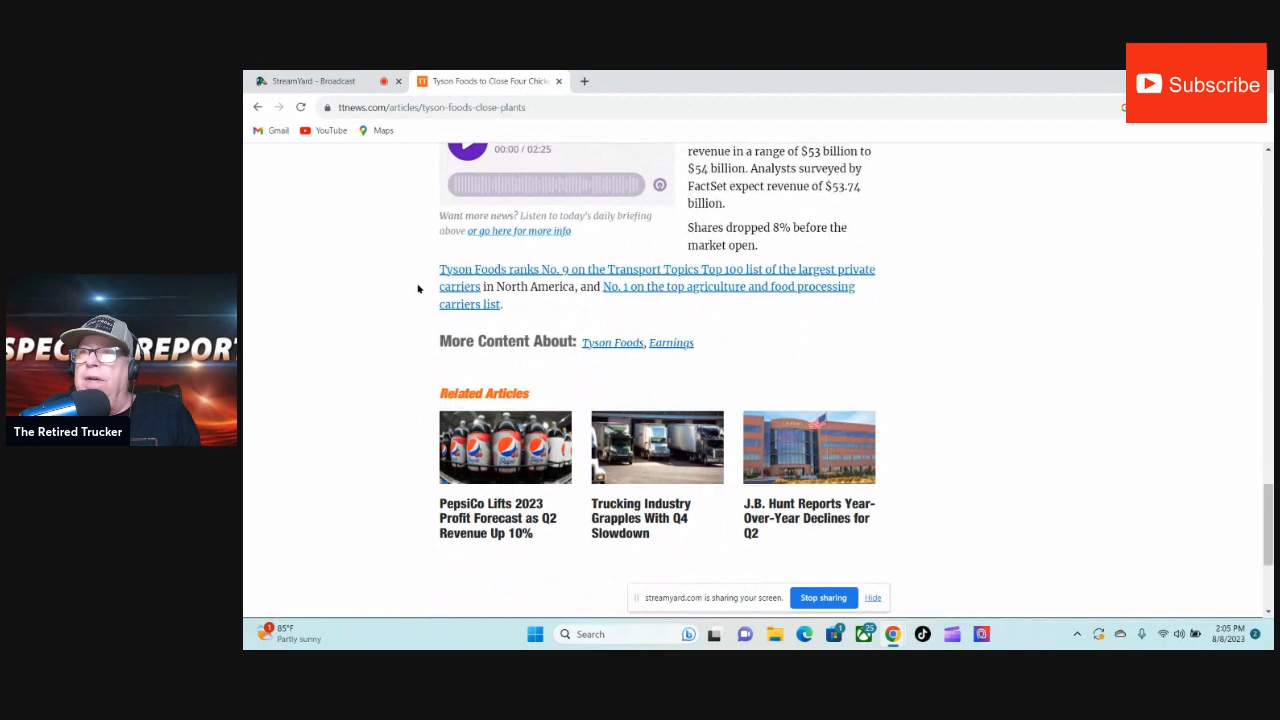 Subscribe
StreamYard - Broadcast
Tyson Foods to Close Four Chick
ttnews.com/articles/tyson-foods-close-plants
Gmail
YouTube
Maps
00:00 / 02:25
Want more news? Listen to today's daily briefing
above or go here for more info
revenue in a range of $53 billion to
$54 billion. Analysts surveyed by
FactSet expect revenue of $53.74
billion.
Shares dropped 8% before the
market open.
Tyson Foods ranks No. 9 on the Transport Topics Top 100 list of the largest private
carriers in North America, and No. 1 on the top agriculture and food processing
carriers list.
More Content About: Tyson Foods, Earnings
Related Articles
PepsiCo Lifts 2023
Profit Forecast as Q2
Revenue Up 10%
Trucking Industry
Grapples With Q4
Slowdown
J.B. Hunt Reports Year-
Over-Year Declines for
Q2
SPEC REPORT
The Retired Trucker
streamyard.com is sharing your screen.
Stop sharing
Hide
85°F
Partly sunny
Search
2:05 PM
8/8/2023